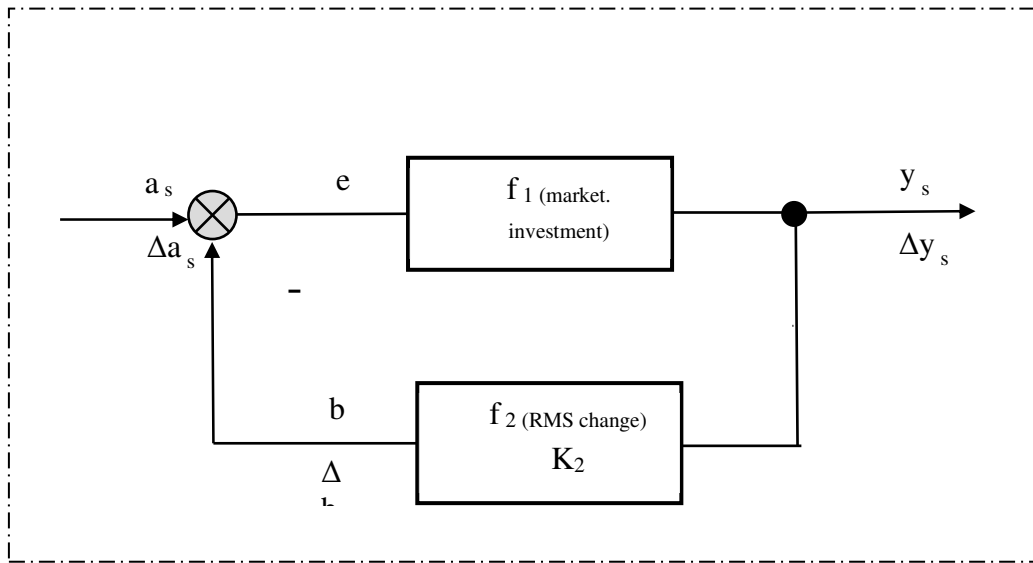 a s
Δa s
e
f 1 (market.
investment)
y s
Δy s
-
b
Δ
f 2 (RMS change)
K2